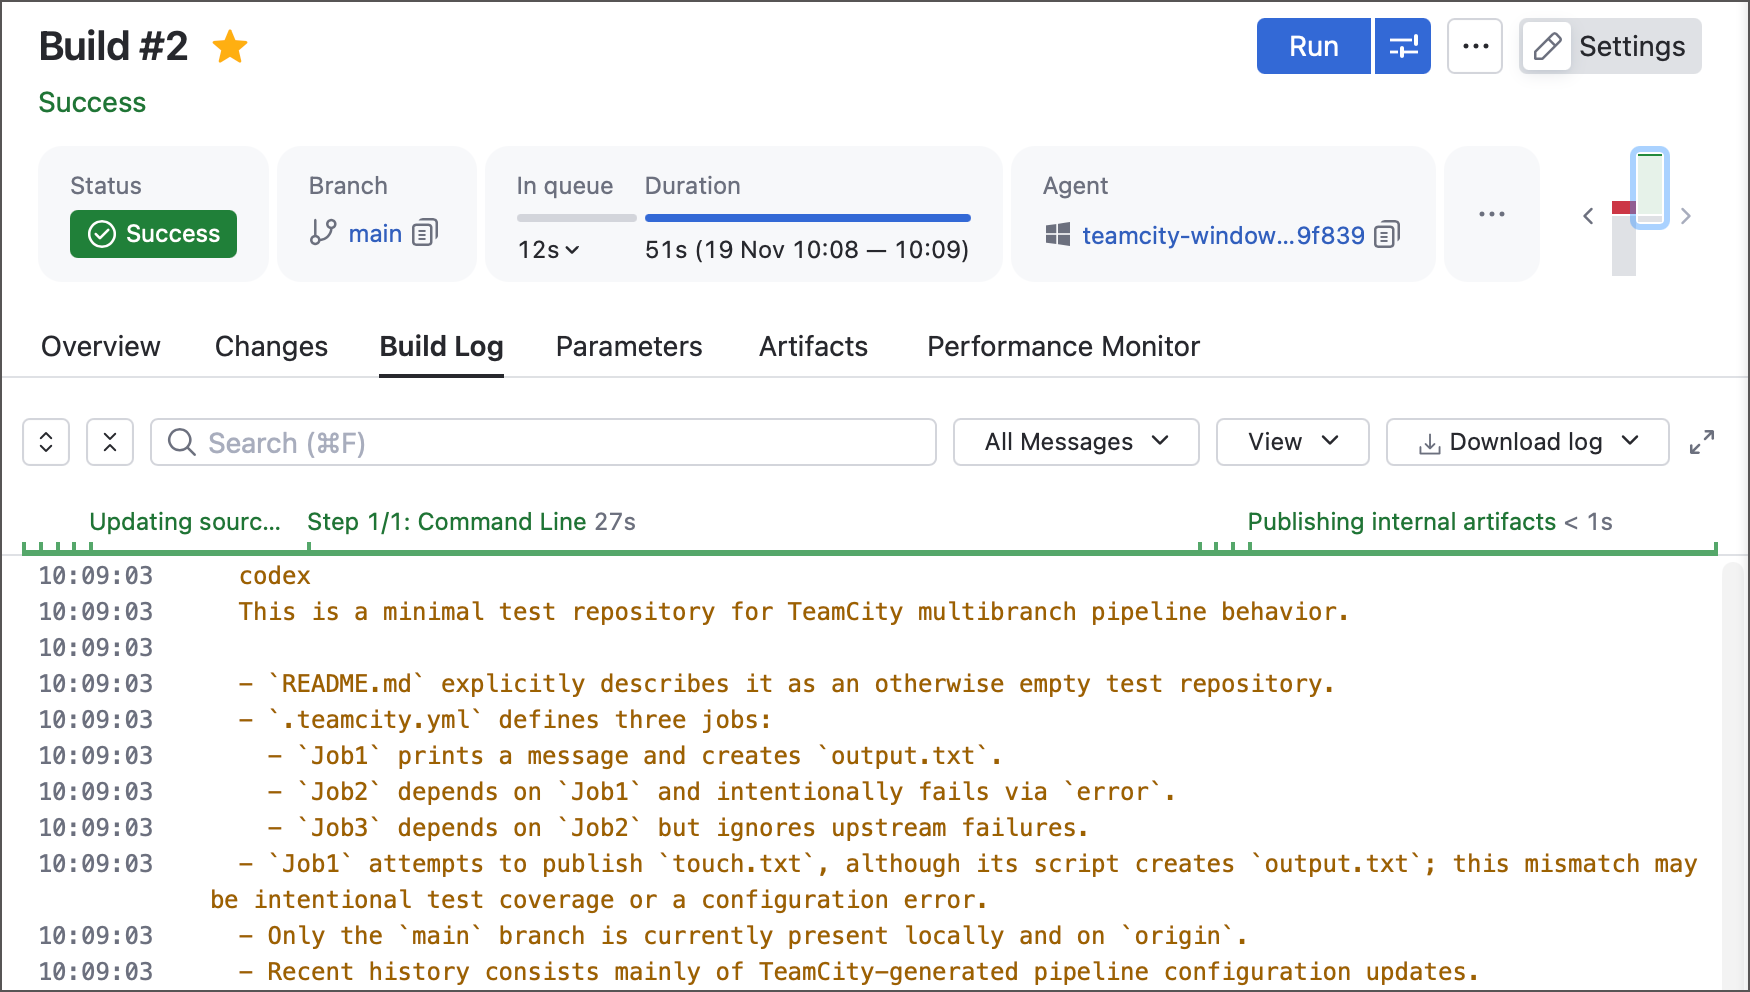 Build #2
Run
Settings
Success
Status
Branch
In queue
Duration
Agent
Success
main
12s
51s (19 Nov 10:08 — 10:09)
teamcity-window...9f839
Overview
Changes
Build Log
Parameters
Artifacts
Performance Monitor
Search (⌘F)
All Messages
View
Download log
Updating sourc...
Step 1/1: Command Line 27s
Publishing internal artifacts < 1s
10:09:03 codex
10:09:03 This is a minimal test repository for TeamCity multibranch pipeline behavior.
10:09:03
10:09:03 - `README.md` explicitly describes it as an otherwise empty test repository.
10:09:03 - `.teamcity.yml` defines three jobs:
10:09:03 - `Job1` prints a message and creates `output.txt`.
10:09:03 - `Job2` depends on `Job1` and intentionally fails via `error`.
10:09:03 - `Job3` depends on `Job2` but ignores upstream failures.
10:09:03 - `Job1` attempts to publish `touch.txt`, although its script creates `output.txt`; this mismatch may
be intentional test coverage or a configuration error.
10:09:03 - Only the `main` branch is currently present locally and on `origin`.
10:09:03 - Recent history consists mainly of TeamCity-generated pipeline configuration updates.